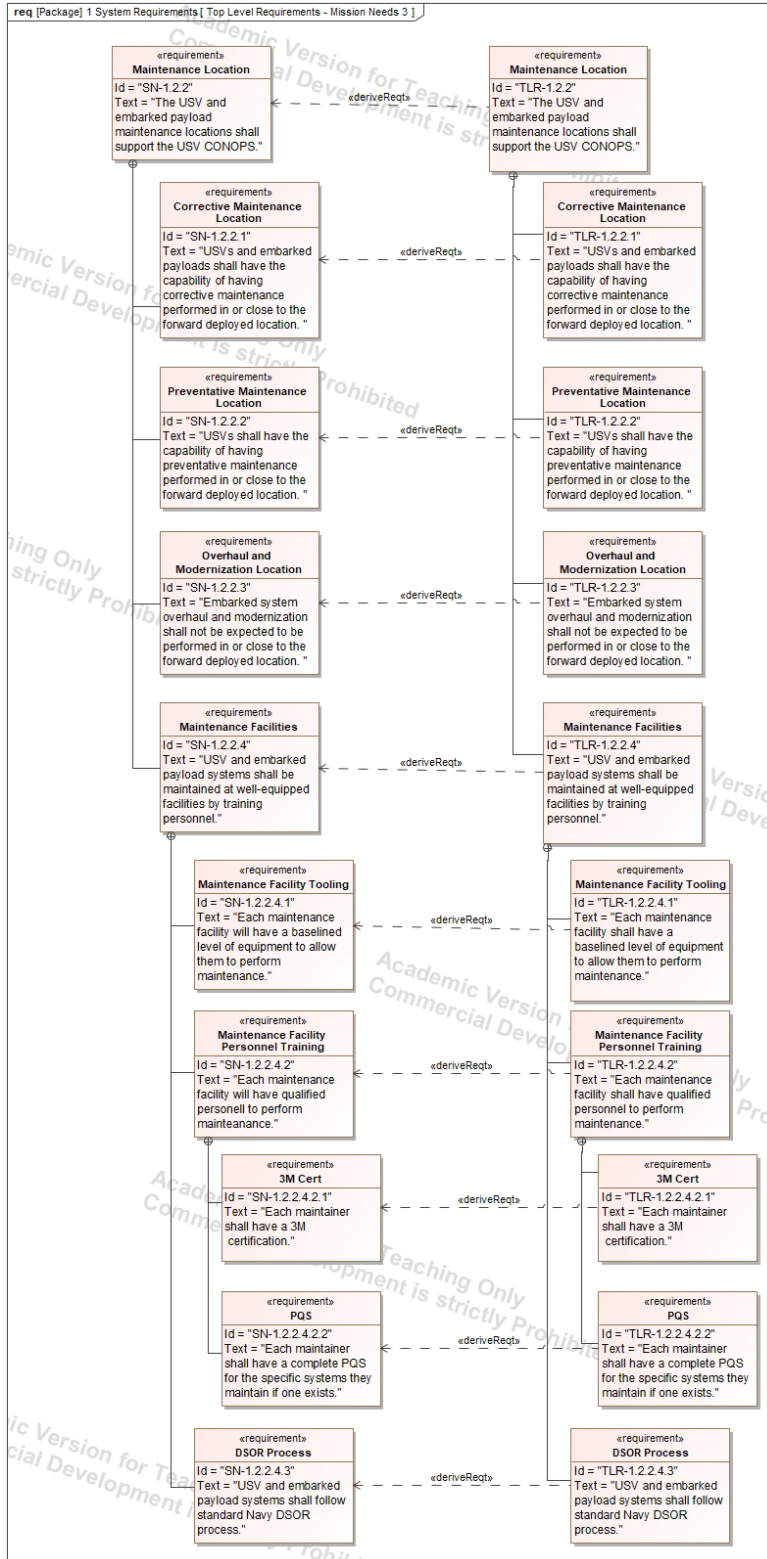 req [Package] 1 System Requirements [ Top Level Requirements - Mission Needs 3 ]
«requirement»
Maintenance Location
Id = "SN-1.2.2"
Text = "The USV and
embarked payload
maintenance locations shall
support the USV CONOPS."
«deriveReqt»
«requirement»
Maintenance Location
Id = "TLR-1.2.2"
Text = "The USV and
embarked payload
maintenance locations shall
support the USV CONOPS."
«requirement»
Corrective Maintenance
Location
Id = "SN-1.2.2.1"
Text = "USVs and embarked
payloads shall have the
capability of having
corrective maintenance
performed in or close to the
forward deployed location. "
«deriveReqt»
«requirement»
Corrective Maintenance
Location
Id = "TLR-1.2.2.1"
Text = "USVs and embarked
payloads shall have the
capability of having
corrective maintenance
performed in or close to the
forward deployed location. "
«requirement»
Preventative Maintenance
Location
Id = "SN-1.2.2.2"
Text = "USVs shall have the
capability of having
preventative maintenance
performed in or close to the
forward deployed location. "
«deriveReqt»
«requirement»
Preventative Maintenance
Location
Id = "TLR-1.2.2.2"
Text = "USVs shall have the
capability of having
preventative maintenance
performed in or close to the
forward deployed location. "
«requirement»
Overhaul and
Modernization Location
Id = "SN-1.2.2.3"
Text = "Embarked system
overhaul and modernization
shall not be expected to be
performed in or close to the
forward deployed location. "
«deriveReqt»
«requirement»
Overhaul and
Modernization Location
Id = "TLR-1.2.2.3"
Text = "Embarked system
overhaul and modernization
shall not be expected to be
performed in or close to the
forward deployed location. "
«requirement»
Maintenance Facilities
Id = "SN-1.2.2.4"
Text = "USV and embarked
payload systems shall be
maintained at well-equipped
facilities by training
personnel."
«deriveReqt»
«requirement»
Maintenance Facilities
Id = "TLR-1.2.2.4"
Text = "USV and embarked
payload systems shall be
maintained at well-equipped
facilities by training
personnel."
«requirement»
Maintenance Facility Tooling
Id = "SN-1.2.2.4.1"
Text = "Each maintenance
facility will have a baselined
level of equipment to allow
them to perform
maintenance."
«deriveReqt»
«requirement»
Maintenance Facility Tooling
Id = "TLR-1.2.2.4.1"
Text = "Each maintenance
facility shall have a
baselined level of equipment
to allow them to perform
maintenance."
«requirement»
Maintenance Facility
Personnel Training
Id = "SN-1.2.2.4.2"
Text = "Each maintenance
facility will have qualified
personell to perform
mainteanance."
«deriveReqt»
«requirement»
Maintenance Facility
Personnel Training
Id = "TLR-1.2.2.4.2"
Text = "Each maintenance
facility shall have qualified
personnel to perform
maintenance."
«requirement»
3M Cert
Id = "SN-1.2.2.4.2.1"
Text = "Each maintainer
shall have a 3M
certification."
«deriveReqt»
«requirement»
3M Cert
Id = "TLR-1.2.2.4.2.1"
Text = "Each maintainer
shall have a 3M
certification."
«requirement»
PQS
Id = "SN-1.2.2.4.2.2"
Text = "Each maintainer
shall have a complete PQS
for the specific systems they
maintain if one exists."
«deriveReqt»
«requirement»
PQS
Id = "TLR-1.2.2.4.2.2"
Text = "Each maintainer
shall have a complete PQS
for the specific systems they
maintain if one exists."
«requirement»
DSOR Process
Id = "SN-1.2.2.4.3"
Text = "USV and embarked
payload systems shall follow
standard Navy DSOR
process."
«deriveReqt»
«requirement»
DSOR Process
Id = "TLR-1.2.2.4.3"
Text = "USV and embarked
payload systems shall follow
standard Navy DSOR
process."